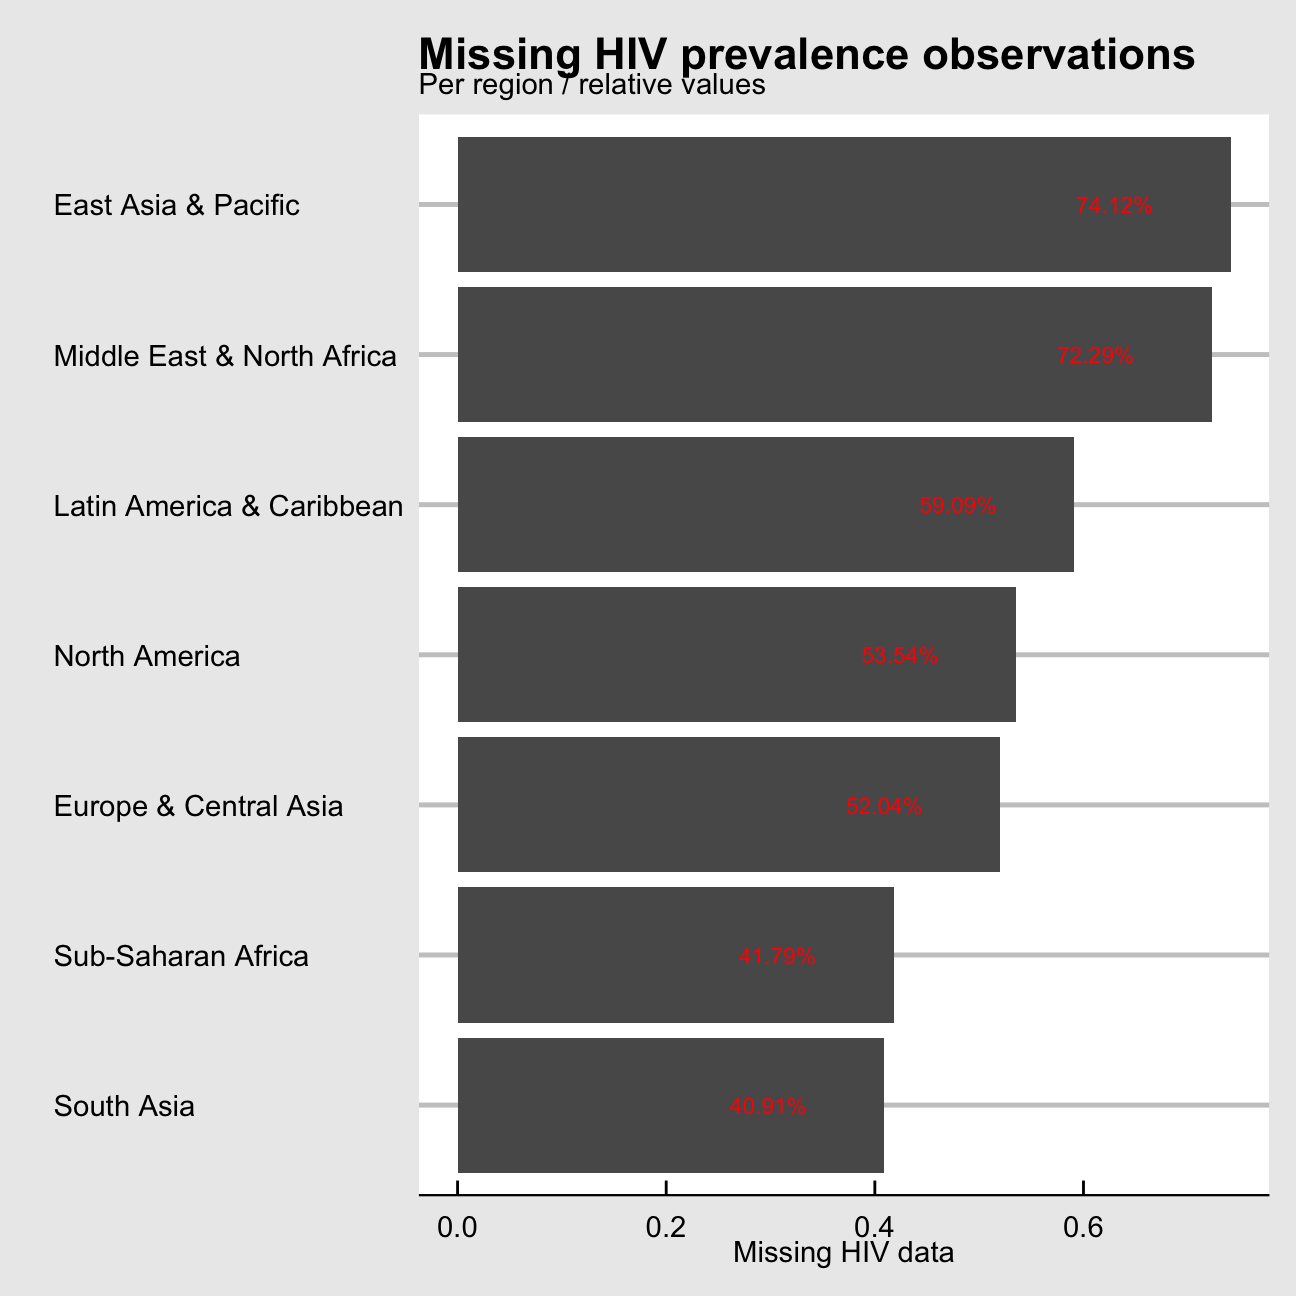 Missing HIV prevalence observations
Per region / relative values
East Asia & Pacific
74.12%
Middle East & North Africa
72.29%
Latin America & Caribbean
59.09%
North America
53.54%
Europe & Central Asia
52.04%
Sub-Saharan Africa
41.79%
South Asia
40.91%
0.0 0.2 0.4 0.6
Missing HIV data